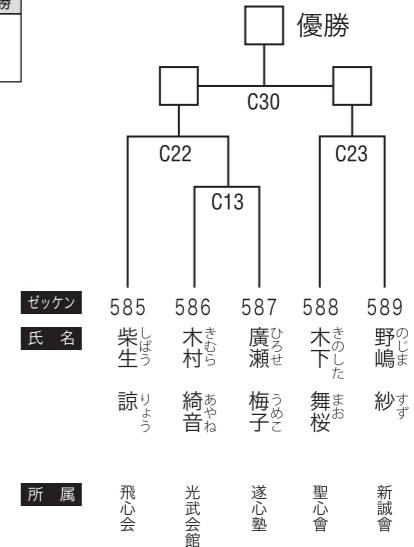 勝
優勝
C30
C22
C23
C13
ゼッケン 585 586 587 588 589
氏名
柴生 諒 しばう りょう
木村 綺音 きむら あやね
廣瀬 梅子 ひろせ うめこ
木下 舞桜 きのした まお
野嶋 紗 のじま すず
所属
飛心会
光武会館
遂心塾
聖心會
新誠會